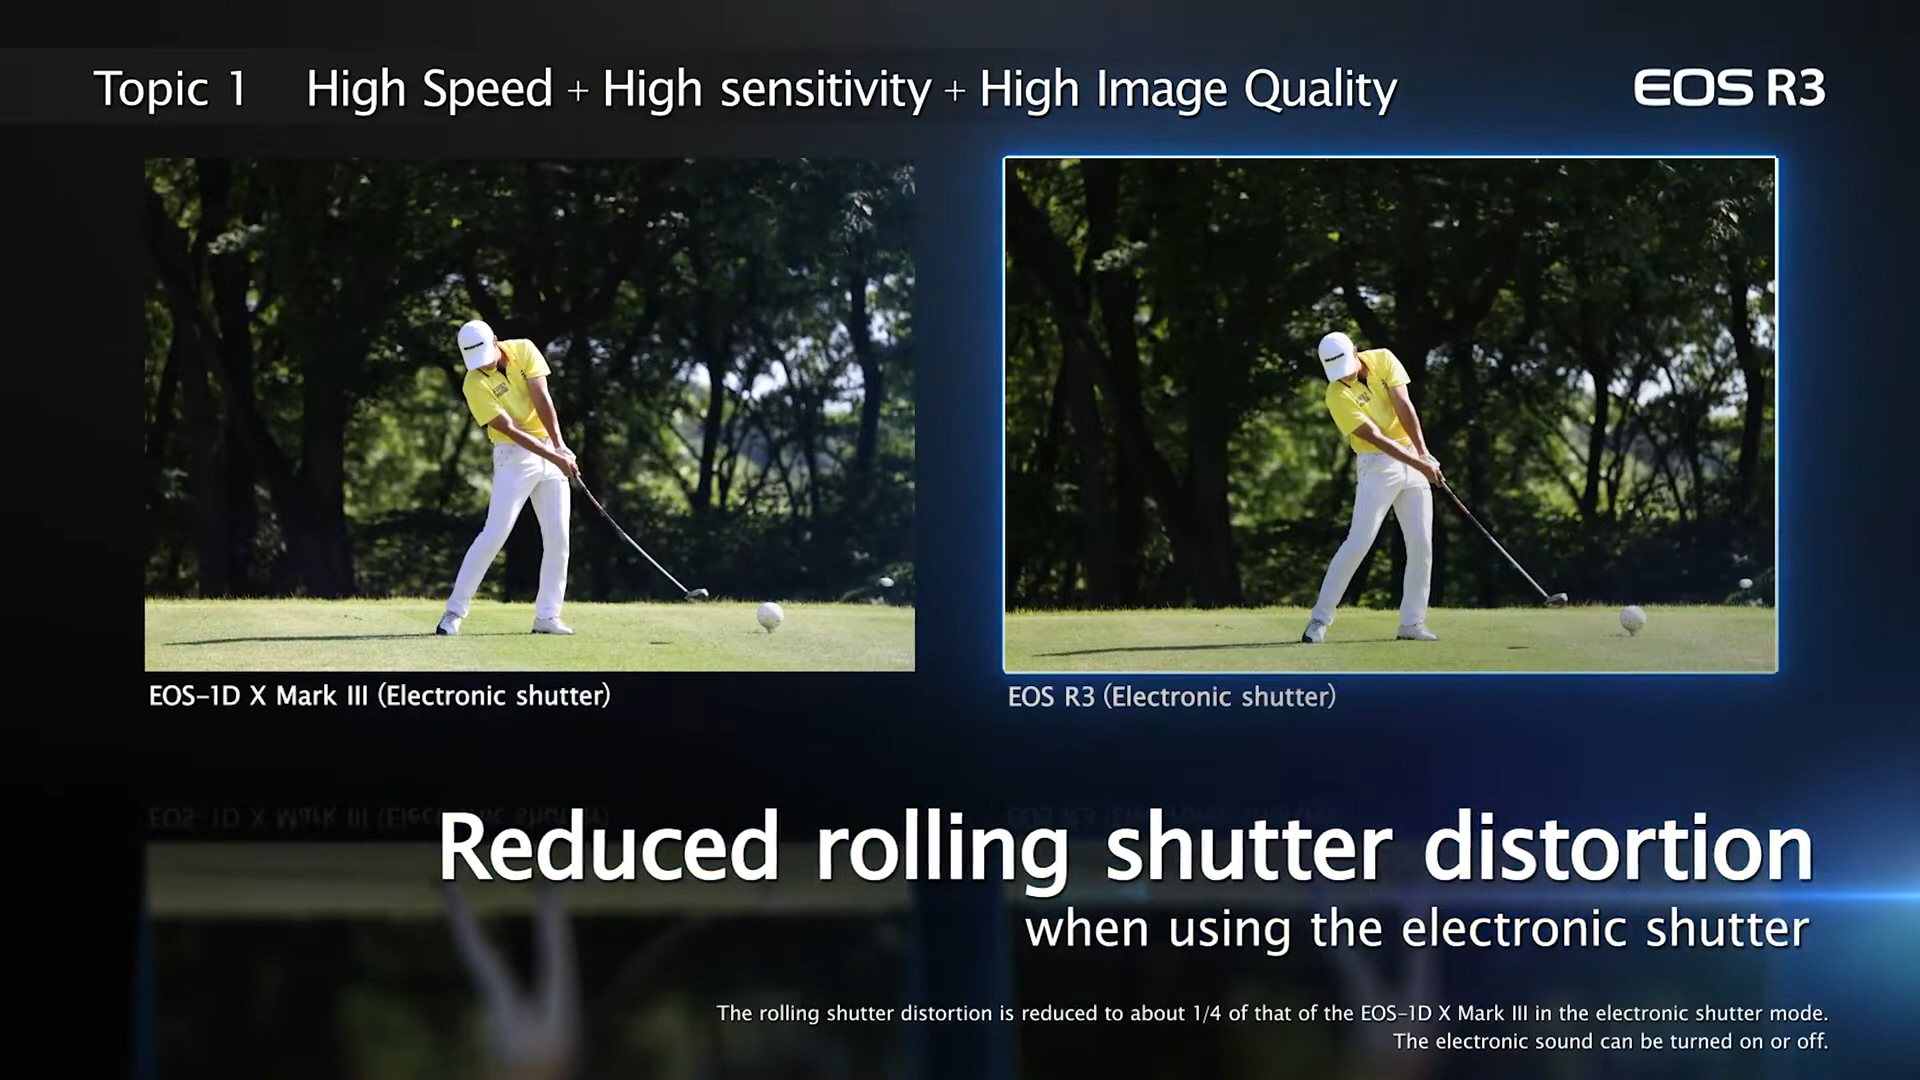 Topic 1 High Speed + High sensitivity + High Image Quality
EOS R3
EOS-1D X Mark III (Electronic shutter)
EOS R3 (Electronic shutter)
Reduced rolling shutter distortion
when using the electronic shutter
The rolling shutter distortion is reduced to about 1/4 of that of the EOS-1D X Mark III in the electronic shutter mode.
The electronic sound can be turned on or off.